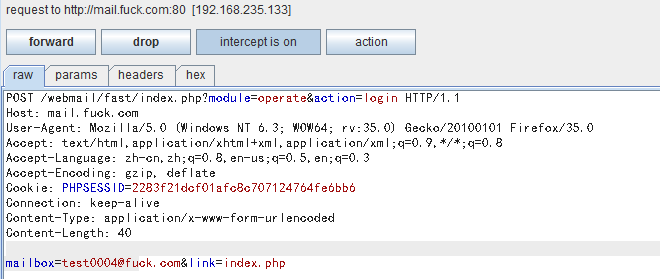 request to http://mail.fuck.com:80 [192.168.235.133]
forward drop intercept is on action
raw params headers hex
POST /webmail/fast/index.php?module=operate&action=login HTTP/1.1
Host: mail.fuck.com
User-Agent: Mozilla/5.0 (Windows NT 6.3; WOW64; rv:35.0) Gecko/20100101 Firefox/35.0
Accept: text/html,application/xhtml+xml,application/xml;q=0.9,*/*;q=0.8
Accept-Language: zh-cn,zh;q=0.8,en-us;q=0.5,en;q=0.3
Accept-Encoding: gzip, deflate
Cookie: PHPSESSID=2283f21dcf01afc8c707124764fe6bb6
Connection: keep-alive
Content-Type: application/x-www-form-urlencoded
Content-Length: 40
mailbox=test0004@fuck.com&link=index.php